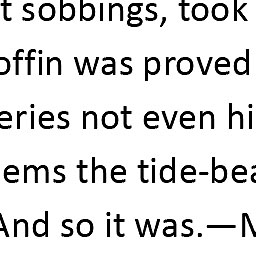 t sobbings, took
offin was proved
eries not even hi
ems the tide-bea
And so it was.—N